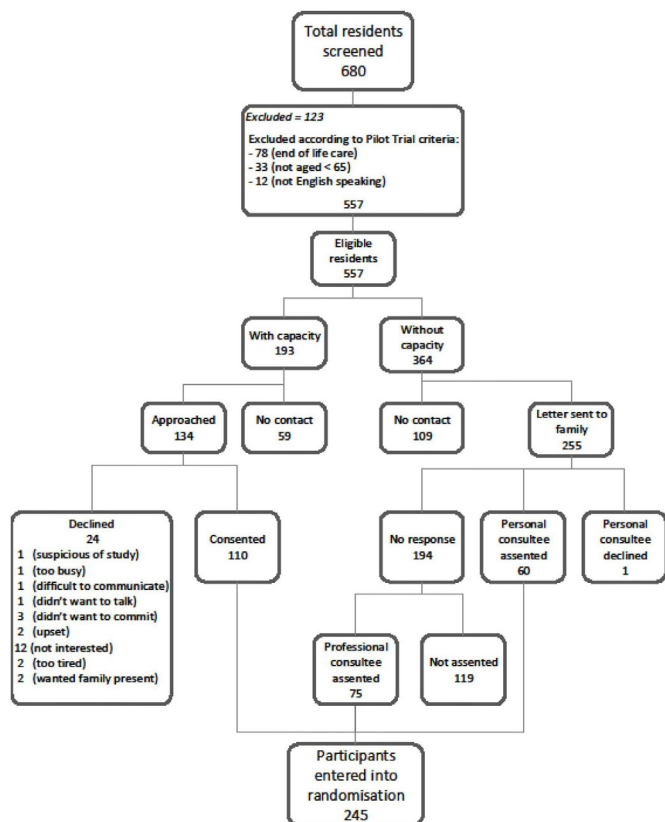 Total residents
screened
680
Excluded = 123
Excluded according to Pilot Trial criteria:
- 78 (end of life care)
- 33 (not aged < 65)
- 12 (not English speaking)
557
Eligible
residents
557
With capacity
193
Without
capacity
364
Approached
134
No contact
59
No contact
109
Letter sent to
family
255
Declined
24
1 (suspicious of study)
1 (too busy)
1 (difficult to communicate)
1 (didn't want to talk)
3 (didn't want to commit)
2 (upset)
12 (not interested)
2 (too tired)
2 (wanted family present)
Consented
110
No response
194
Personal
consultee
assented
60
Personal
consultee
declined
1
Professional
consultee
assented
75
Not assented
119
Participants
entered into
randomisation
245